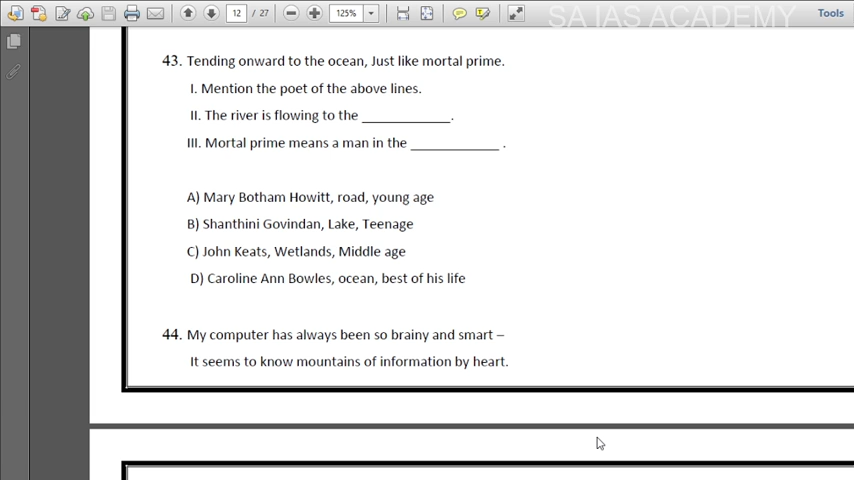 12 / 27
125%
SA IAS ACADEMY
Tools
43. Tending onward to the ocean, Just like mortal prime.
I. Mention the poet of the above lines.
II. The river is flowing to the _____________.
III. Mortal prime means a man in the _____________ .
A) Mary Botham Howitt, road, young age
B) Shanthini Govindan, Lake, Teenage
C) John Keats, Wetlands, Middle age
D) Caroline Ann Bowles, ocean, best of his life
44. My computer has always been so brainy and smart –
It seems to know mountains of information by heart.